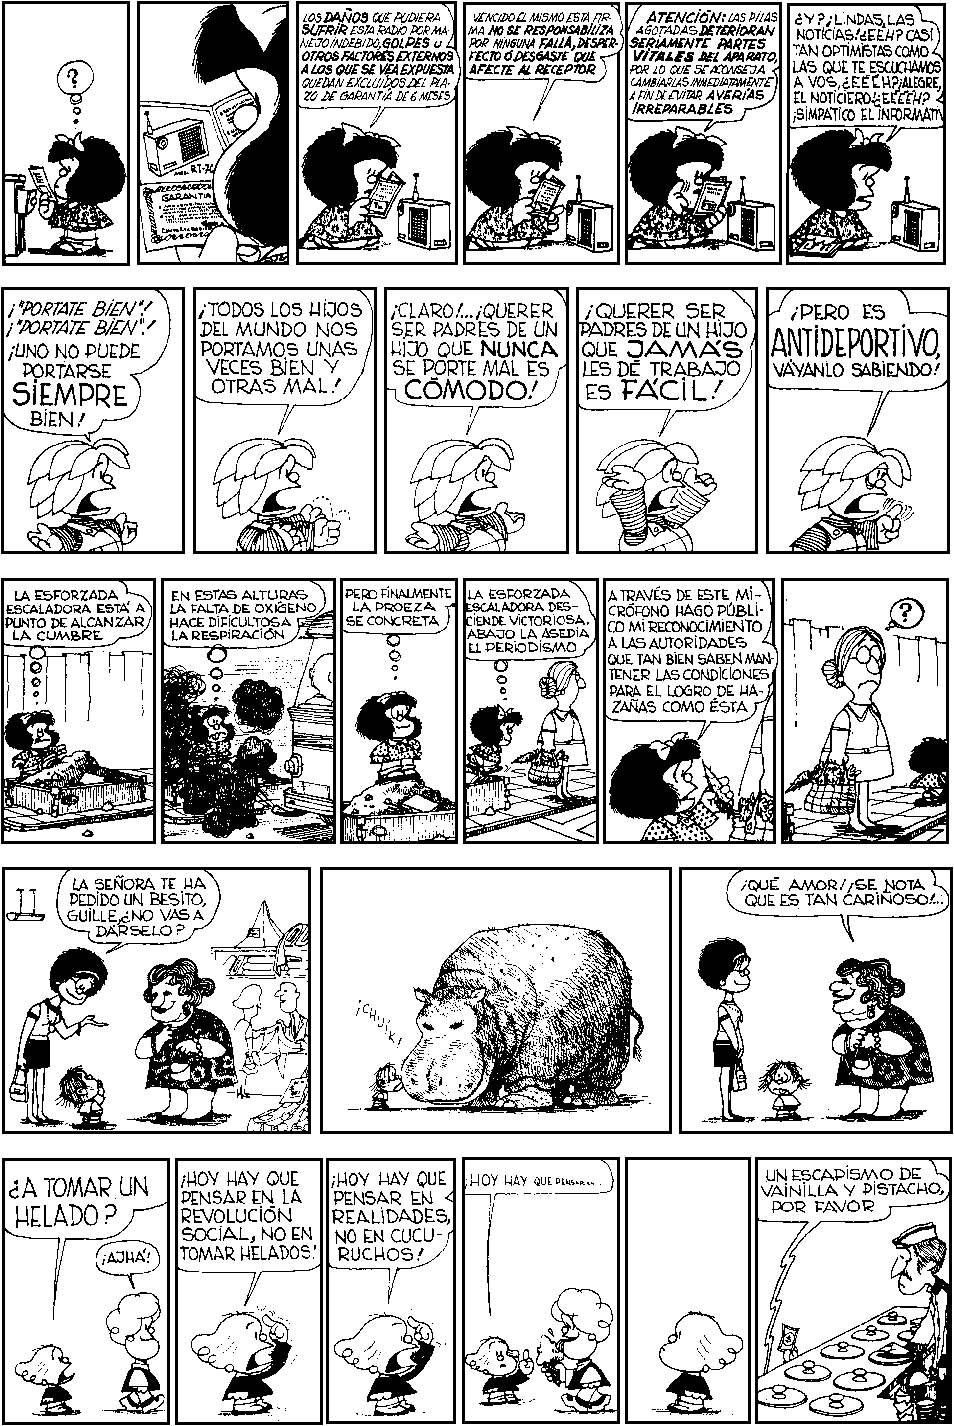 ?
RT-20
GARANTIA
LOS DAÑOS QUE PUDIERA
SUFRIR ESTA RADIO POR MA
NEJO INDEBIDO, GOLPES U
OTROS FACTORES EXTERNOS
A LOS QUE SE VEA EXPUESTA
QUEDAN EXCLUIDOS DEL PLA-
ZO DE GARANTIA DE 6 MESES
VENCIDO EL MISMO ESTA FIR
MA NO SE RESPONSABILIZA
POR NINGUNA FALLA, DESPER-
FECTO Ó DESGASTE QUE
AFECTE AL RECEPTOR
ATENCIÓN: LAS PILAS
AGOTADAS DETERIORAN
SERIAMENTE PARTES
VITALES DEL APARATO,
POR LO QUE SE ACONSEJA
CAMBIARLAS INMEDIATAMENTE
A FIN DE EVITAR AVERÍAS
IRREPARABLES
¿Y?¿LINDAS, LAS
NOTICIAS!¿EÉH? CASI
TAN OPTIMISTAS COMO
LAS QUE TE ESCUCHAMOS
A VOS, ¿EÉÉH?¡ALEGRE,
EL NOTICIERO¿EÉÉÉH?
¡SIMPÁTICO EL INFORMATI
¡"PORTATE BIEN"!
¡"PORTATE BIEN"!
¡UNO NO PUEDE
PORTARSE
SIEMPRE
BIEN!
¡TODOS LOS HIJOS
DEL MUNDO NOS
PORTAMOS UNAS
VECES BIEN Y
OTRAS MAL!
¡CLARO!...¡QUERER
SER PADRES DE UN
HIJO QUE NUNCA
SE PORTE MAL ES
CÓMODO!
¡QUERER SER
PADRES DE UN HIJO
QUE JAMÁS
LES DÉ TRABAJO
ES FÁCIL!
¡PERO ES
ANTIDEPORTIVO,
VÁYANLO SABIENDO!
LA ESFORZADA
ESCALADORA ESTÁ A
PUNTO DE ALCANZAR
LA CUMBRE
EN ESTAS ALTURAS
LA FALTA DE OXÍGENO
HACE DIFICULTOSA
LA RESPIRACIÓN
PERO FINALMENTE
LA PROEZA
SE CONCRETA
LA ESFORZADA
ESCALADORA DES-
CIENDE VICTORIOSA,
ABAJO LA ASEDIA
EL PERIODISMO
A TRAVÉS DE ESTE MI-
CRÓFONO HAGO PÚBLI-
CO MI RECONOCIMIENTO
A LAS AUTORIDADES
QUE TAN BIEN SABEN MAN-
TENER LAS CONDICIONES
PARA EL LOGRO DE HA-
ZAÑAS COMO ÉSTA
?
LA SEÑORA TE HA
PEDIDO UN BESITO,
GUILLE, ¿NO VAS A
DÁRSELO?
¡CHUIK!
¡QUÉ AMOR! ¡SE NOTA
QUE ES TAN CARIÑOSO!...
¿A TOMAR UN
HELADO?
¡AJHÁ!
¡HOY HAY QUE
PENSAR EN LA
REVOLUCIÓN
SOCIAL, NO EN
TOMAR HELADOS!
¡HOY HAY QUE
PENSAR EN
REALIDADES,
NO EN CUCU-
RUCHOS!
¡HOY HAY QUE PENSAR...
UN ESCAPISMO DE
VAINILLA Y PISTACHO,
POR FAVOR